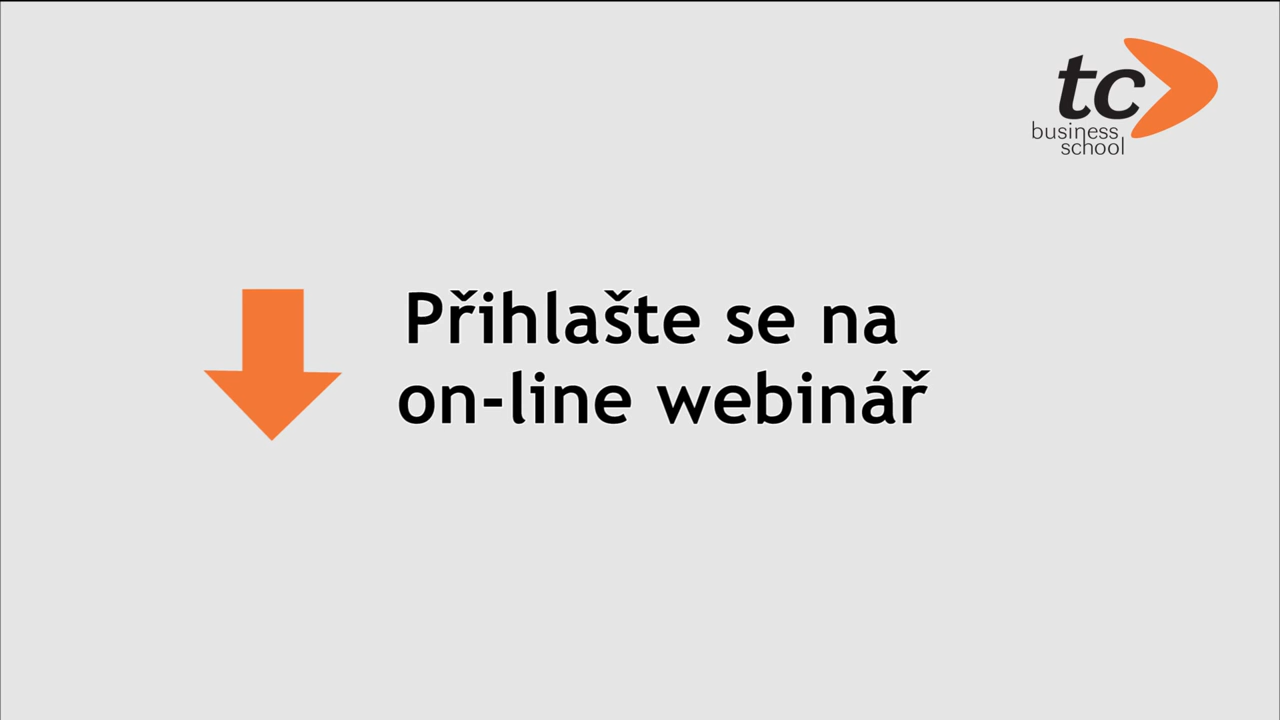 tc
business
school
Přihlašte se na
on-line webinář